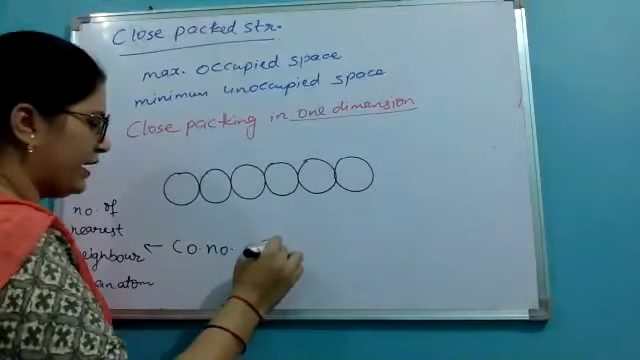 Close packed str.
max. occupied space
minimum unoccupied space
Close packing in one dimension
no. of
nearest
neighbour ← Co. no.
an atom